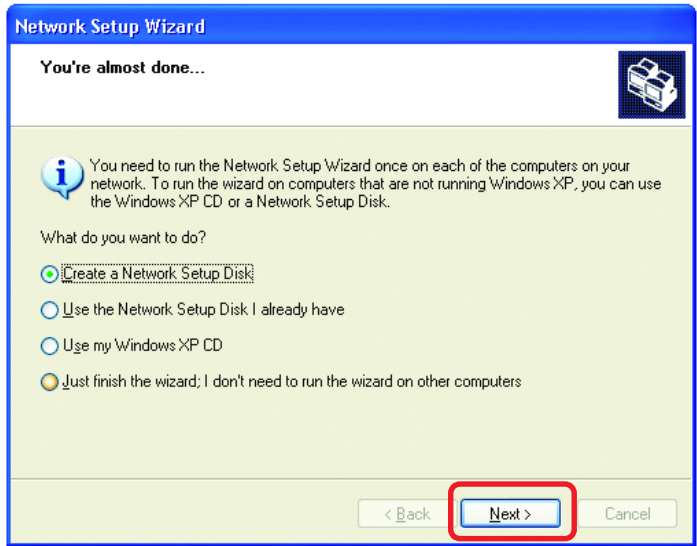 Network Setup Wizard
You're almost done...
You need to run the Network Setup Wizard once on each of the computers on your
network. To run the wizard on computers that are not running Windows XP, you can use
the Windows XP CD or a Network Setup Disk.
What do you want to do?
Create a Network Setup Disk
Use the Network Setup Disk I already have
Use my Windows XP CD
Just finish the wizard; I don't need to run the wizard on other computers
< Back Next > Cancel